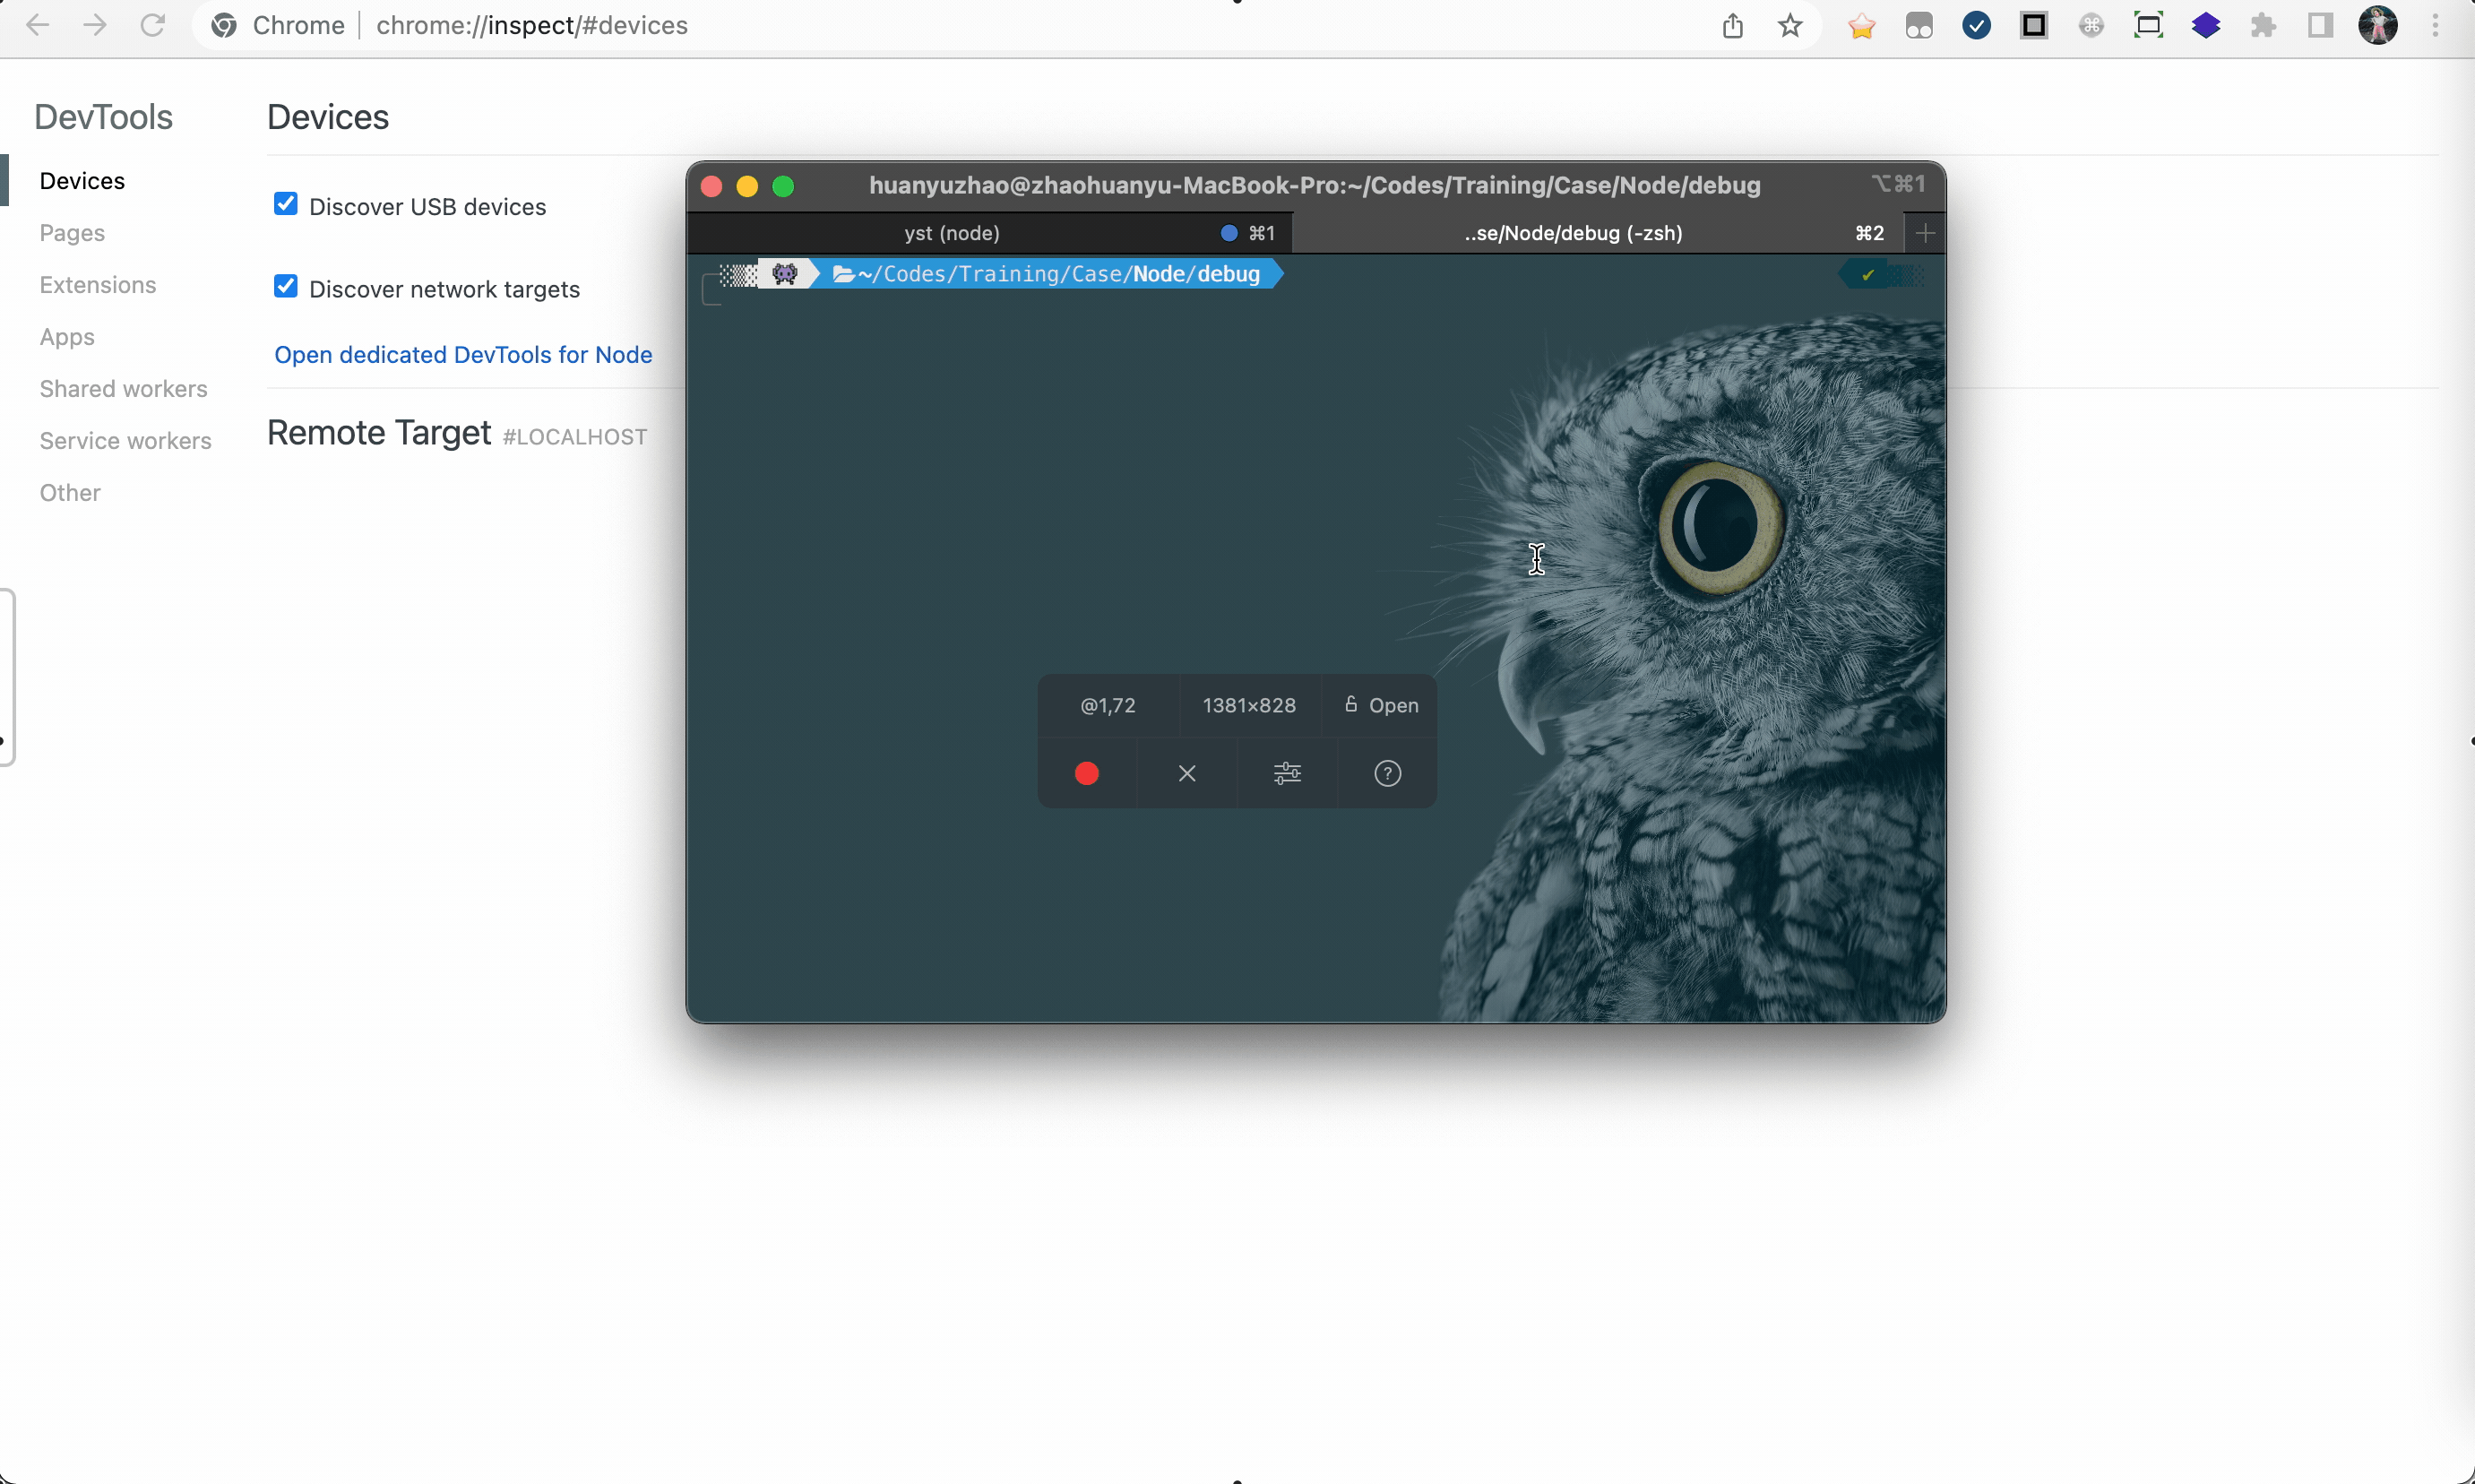 Chrome chrome://inspect/#devices
DevTools
Devices
Pages
Extensions
Apps
Shared workers
Service workers
Other
Devices
Discover USB devices
Discover network targets
Open dedicated DevTools for Node
Remote Target #LOCALHOST
huanyuzhao@zhaohuanyu-MacBook-Pro:~/Codes/Training/Case/Node/debug ⌥⌘1
yst (node) ⌘1
..se/Node/debug (-zsh) ⌘2
~/Codes/Training/Case/Node/debug
@1,72 1381×828 Open